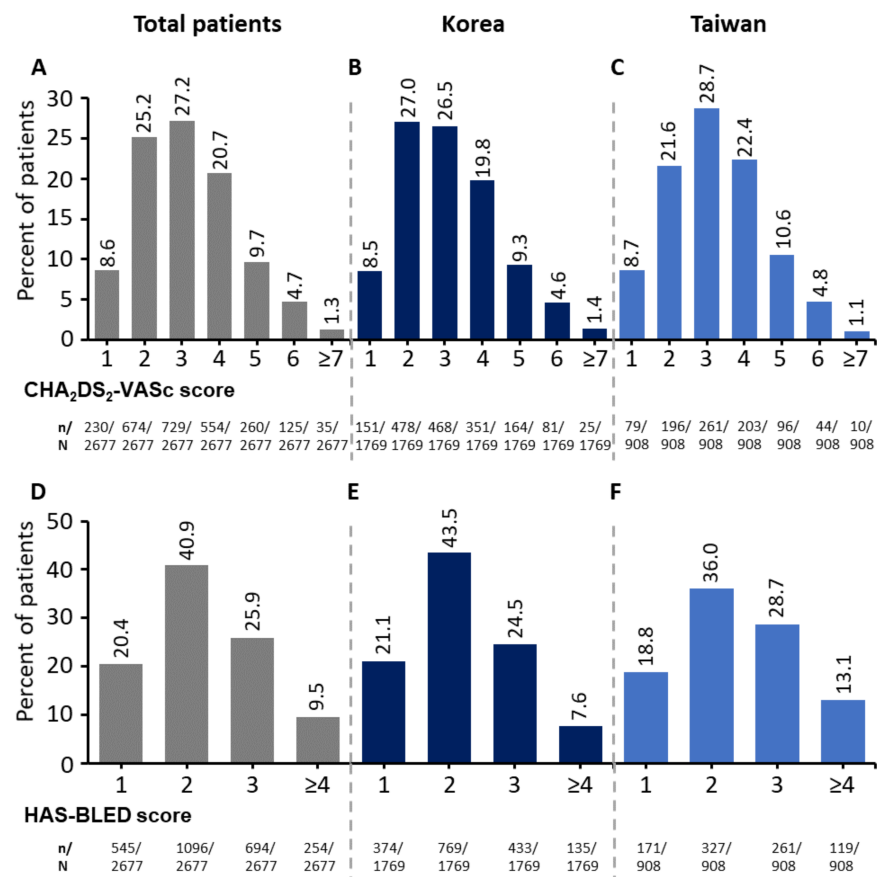 Total patients Korea Taiwan
A B C
Percent of patients
30
25
20
15
10
5
0
8.6 25.2 27.2 20.7 9.7 4.7 1.3
8.5 27.0 26.5 19.8 9.3 4.6 1.4
8.7 21.6 28.7 22.4 10.6 4.8 1.1
1 2 3 4 5 6 ≥7 1 2 3 4 5 6 ≥7 1 2 3 4 5 6 ≥7
CHA₂DS₂-VASc score
n/ 230/ 674/ 729/ 554/ 260/ 125/ 35/ 151/ 478/ 468/ 351/ 164/ 81/ 25/ 79/ 196/ 261/ 203/ 96/ 44/ 10/
N 2677 2677 2677 2677 2677 2677 2677 1769 1769 1769 1769 1769 1769 1769 908 908 908 908 908 908 908
D E F
Percent of patients
50
40
30
20
10
0
20.4 40.9 25.9 9.5
21.1 43.5 24.5 7.6
18.8 36.0 28.7 13.1
1 2 3 ≥4 1 2 3 ≥4 1 2 3 ≥4
HAS-BLED score
n/ 545/ 1096/ 694/ 254/ 374/ 769/ 433/ 135/ 171/ 327/ 261/ 119/
N 2677 2677 2677 2677 1769 1769 1769 1769 908 908 908 908